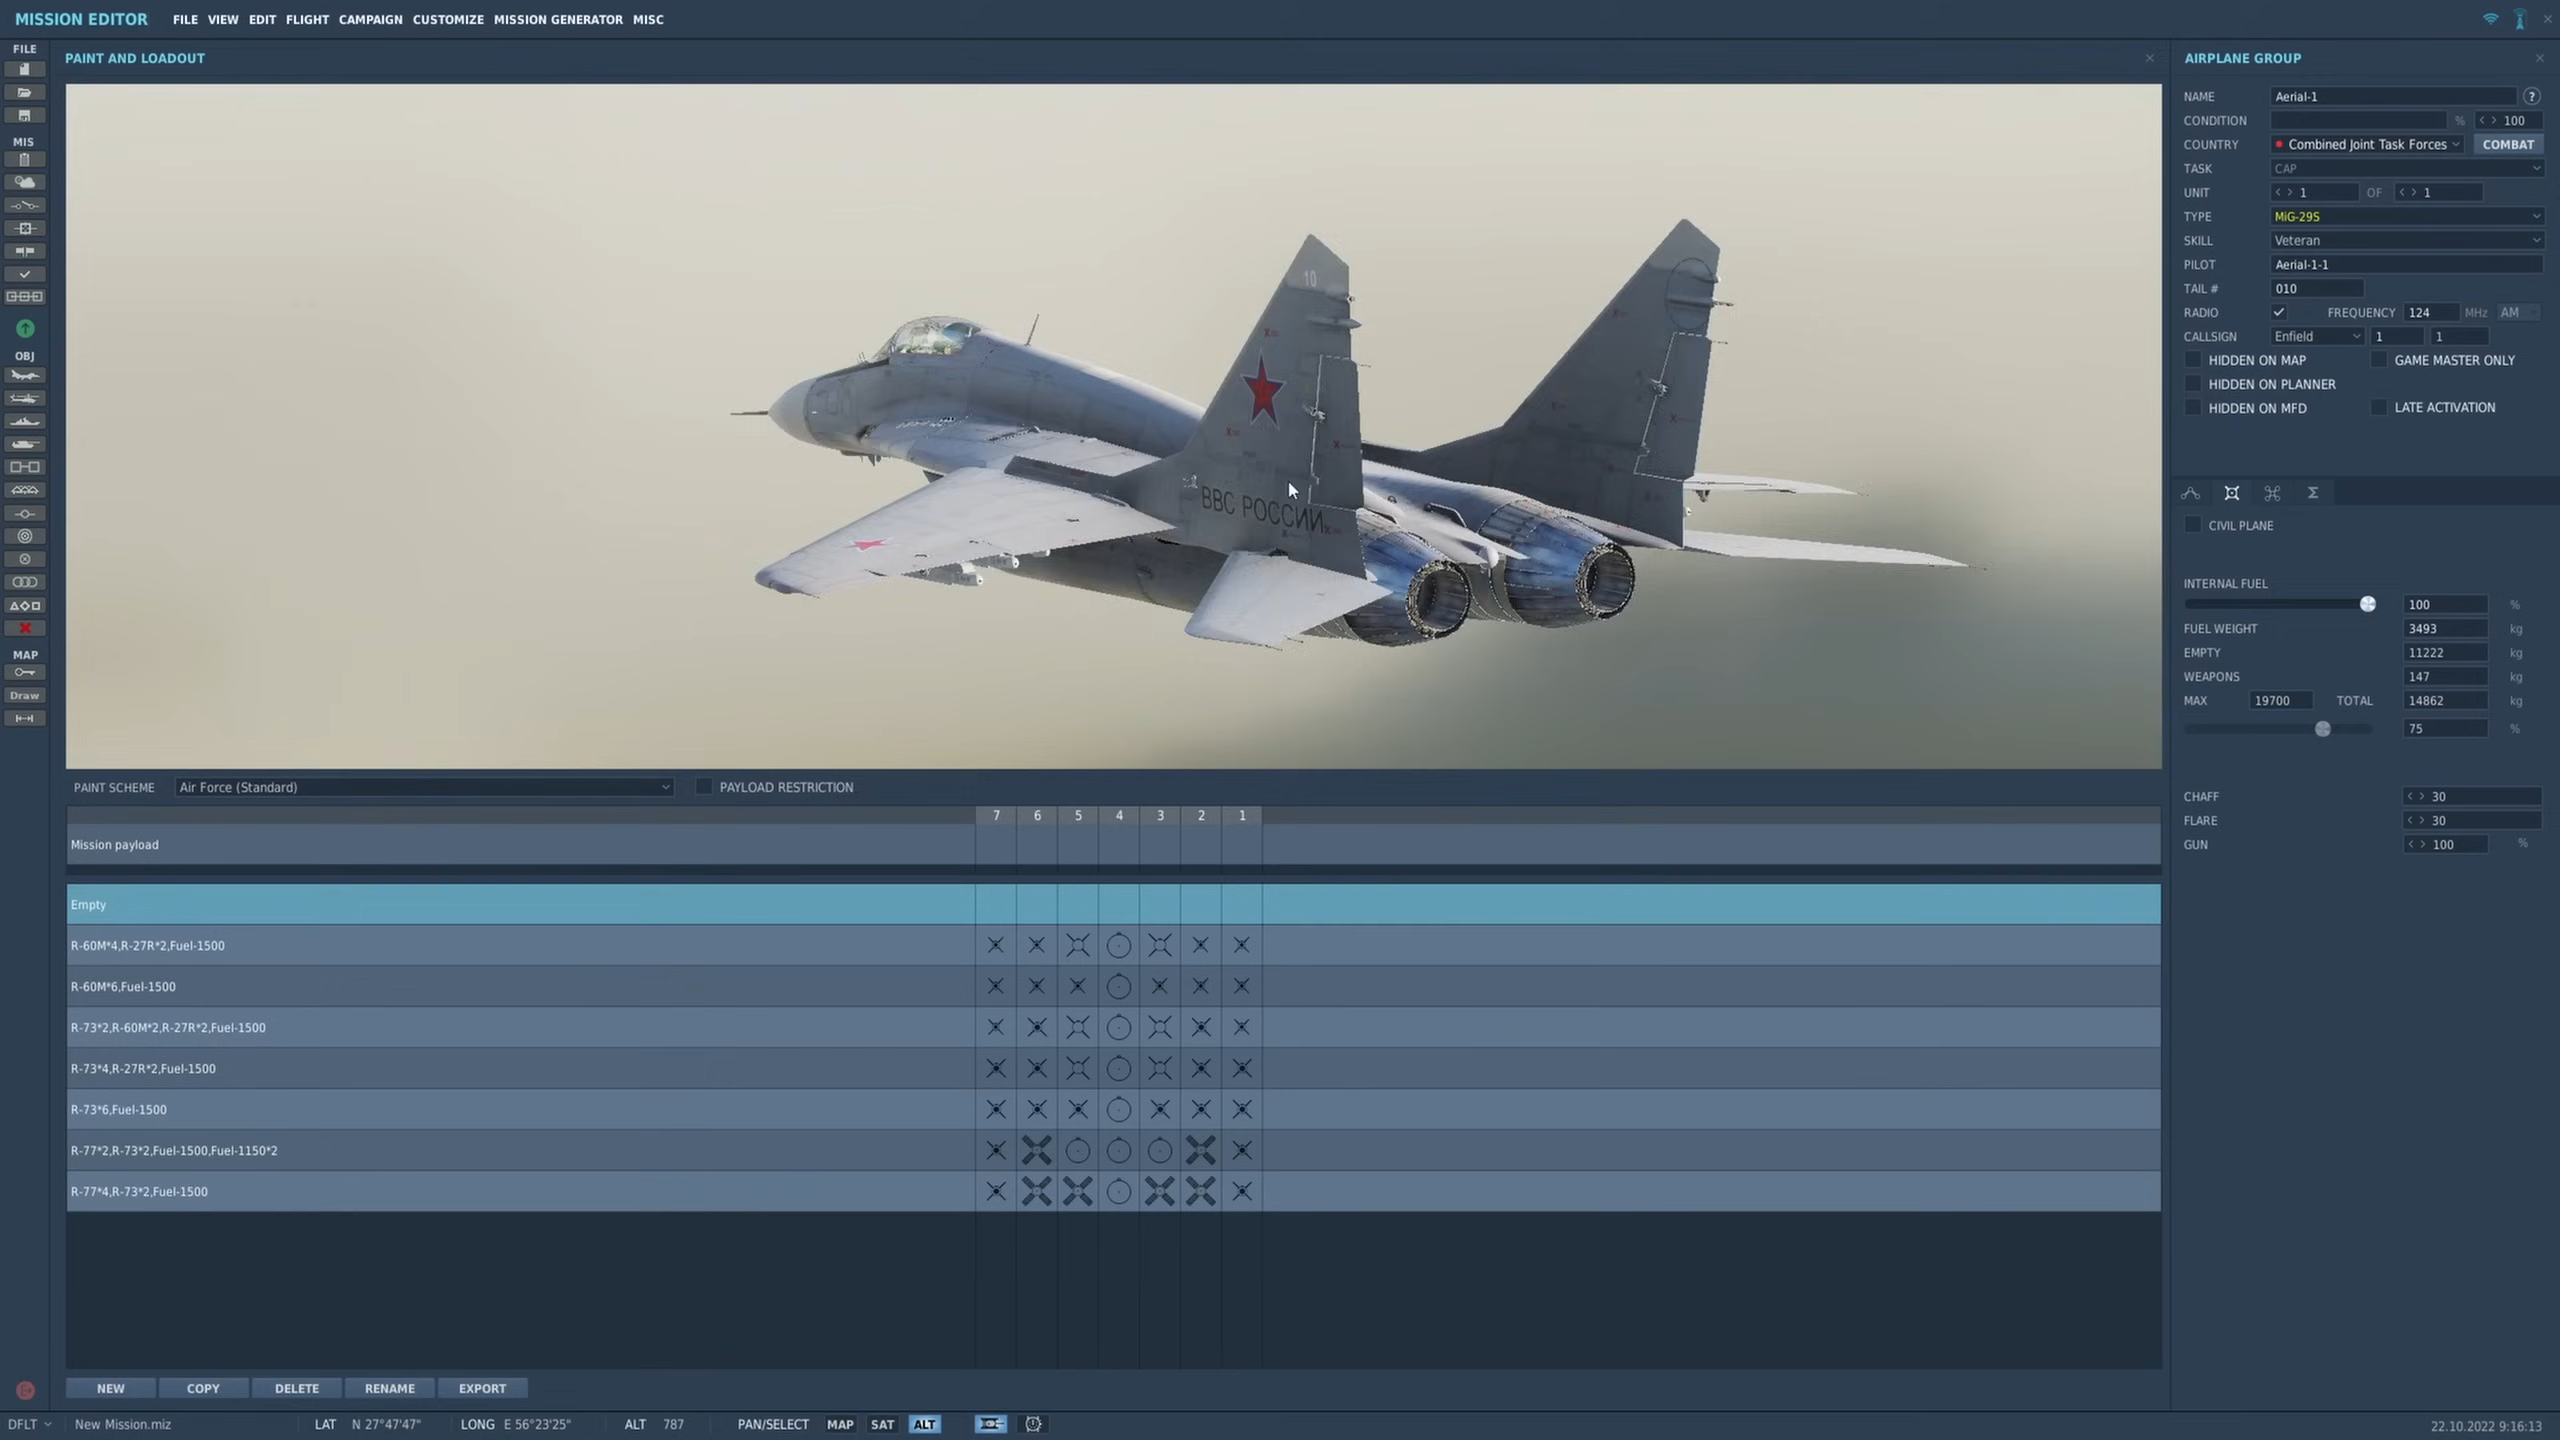 MISSION EDITOR FILE VIEW EDIT FLIGHT CAMPAIGN CUSTOMIZE MISSION GENERATOR MISC
FILE
MIS
OBJ
MAP
Draw
PAINT AND LOADOUT
10
ВВС РОССИИ
PAINT SCHEME Air Force (Standard) PAYLOAD RESTRICTION
7 6 5 4 3 2 1
Mission payload
Empty
R-60M*4,R-27R*2,Fuel-1500
R-60M*6,Fuel-1500
R-73*2,R-60M*2,R-27R*2,Fuel-1500
R-73*4,R-27R*2,Fuel-1500
R-73*6,Fuel-1500
R-77*2,R-73*2,Fuel-1500,Fuel-1150*2
R-77*4,R-73*2,Fuel-1500
NEW COPY DELETE RENAME EXPORT
AIRPLANE GROUP
NAME Aerial-1 ?
CONDITION % < > 100
COUNTRY Combined Joint Task Forces COMBAT
TASK CAP
UNIT < > 1 OF < > 1
TYPE MiG-29S
SKILL Veteran
PILOT Aerial-1-1
TAIL # 010
RADIO FREQUENCY 124 MHz AM
CALLSIGN Enfield 1 1
HIDDEN ON MAP GAME MASTER ONLY
HIDDEN ON PLANNER
HIDDEN ON MFD LATE ACTIVATION
CIVIL PLANE
INTERNAL FUEL
100 %
FUEL WEIGHT 3493 kg
EMPTY 11222 kg
WEAPONS 147 kg
MAX 19700 TOTAL 14862 kg
75 %
CHAFF < > 30
FLARE < > 30
GUN < > 100 %
DFLT New Mission.miz LAT N 27°47'47" LONG E 56°23'25" ALT 787 PAN/SELECT MAP SAT ALT 22.10.2022 9:16:13